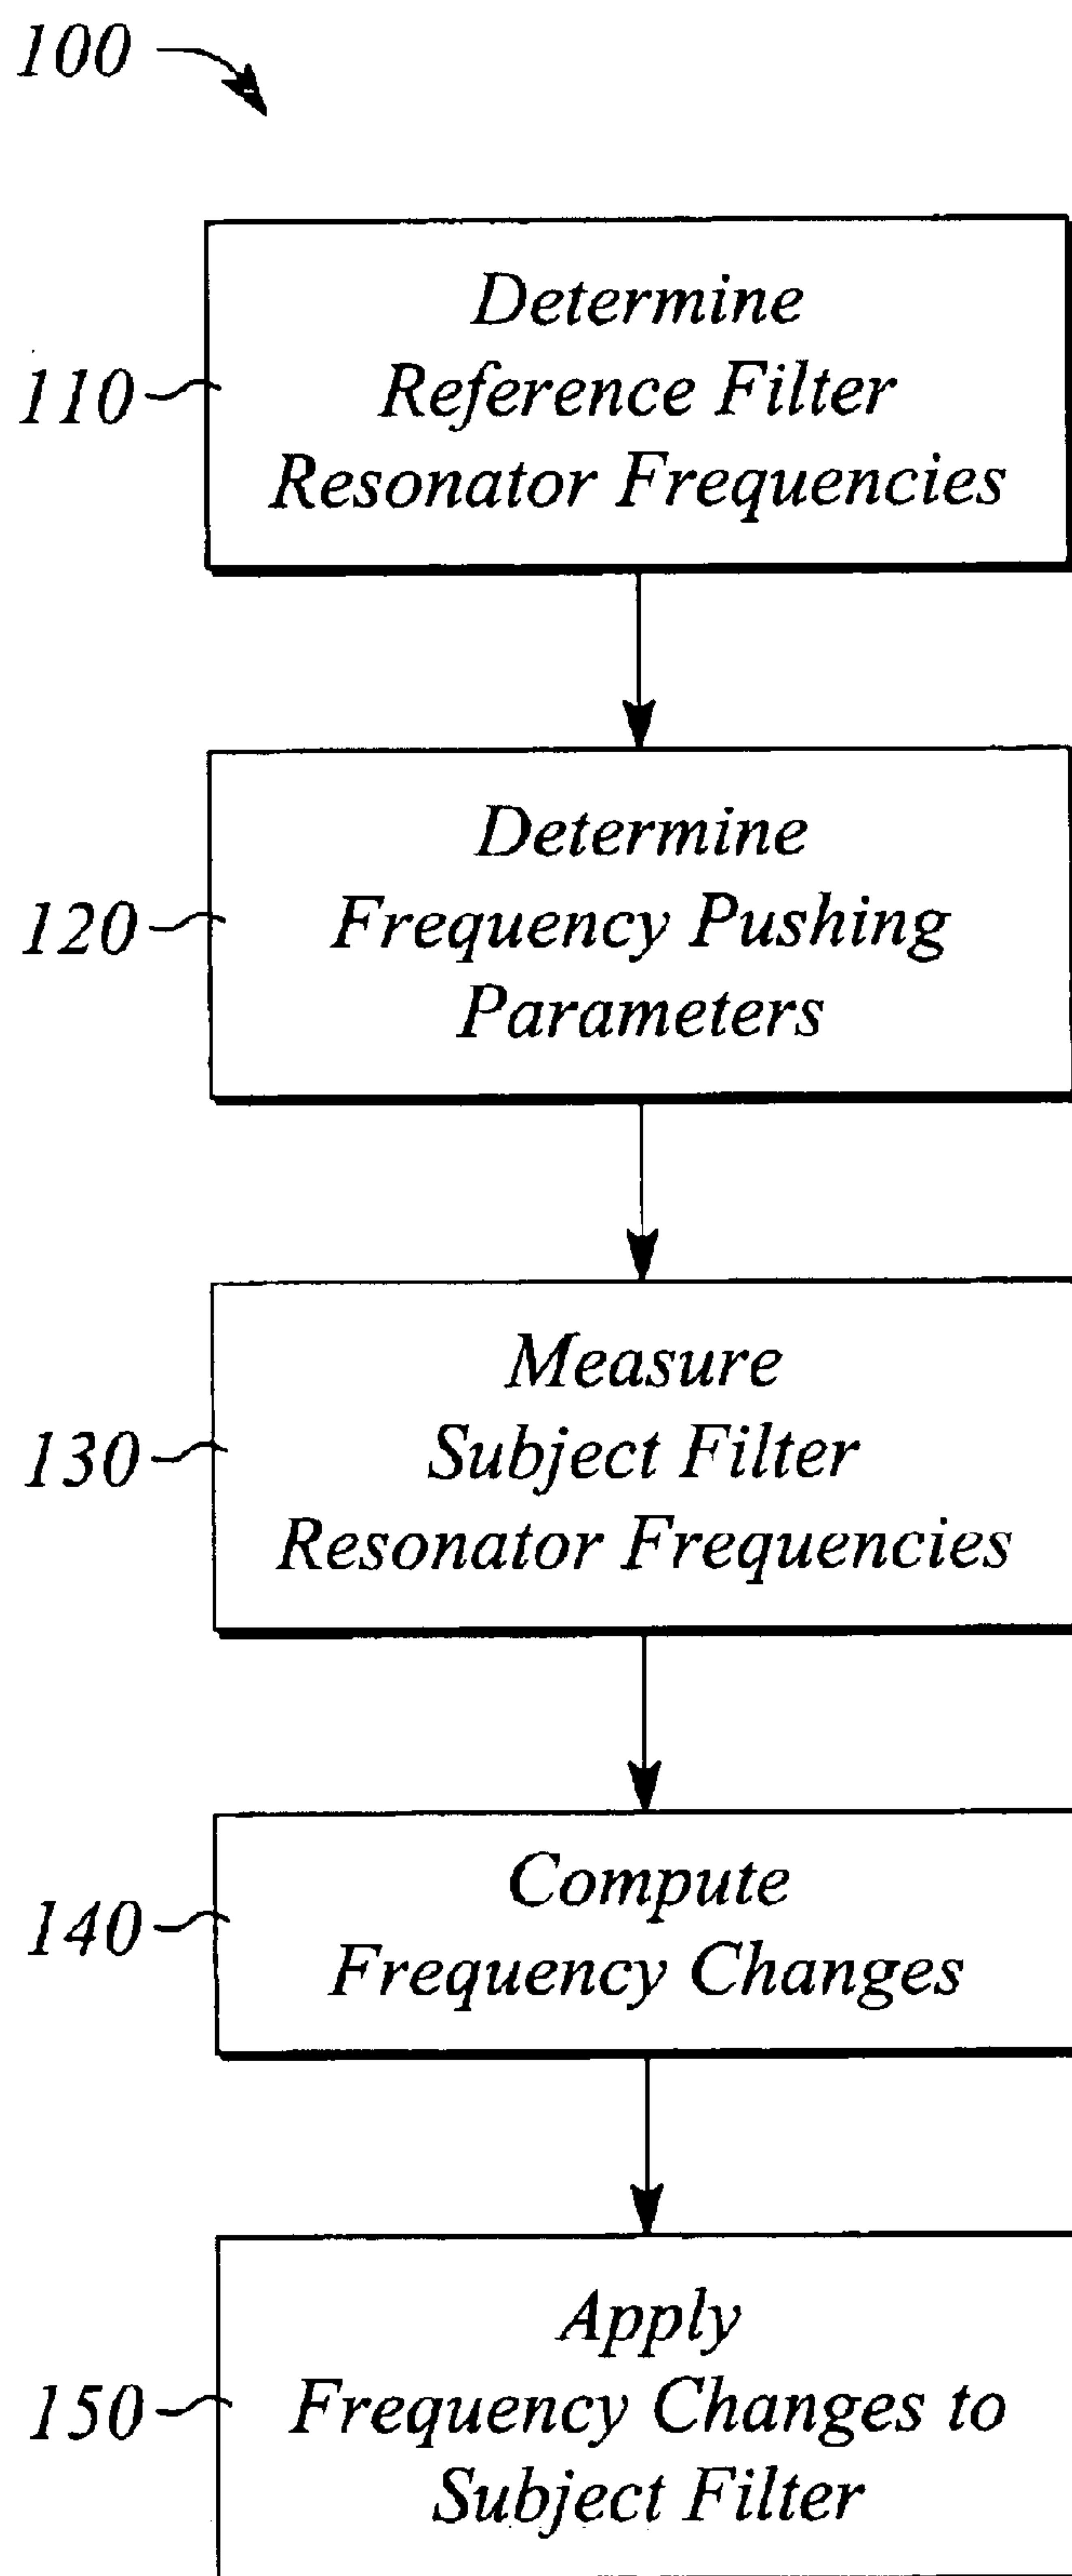 100
110
Determine
Reference Filter
Resonator Frequencies
120
Determine
Frequency Pushing
Parameters
130
Measure
Subject Filter
Resonator Frequencies
140
Compute
Frequency Changes
150
Apply
Frequency Changes to
Subject Filter